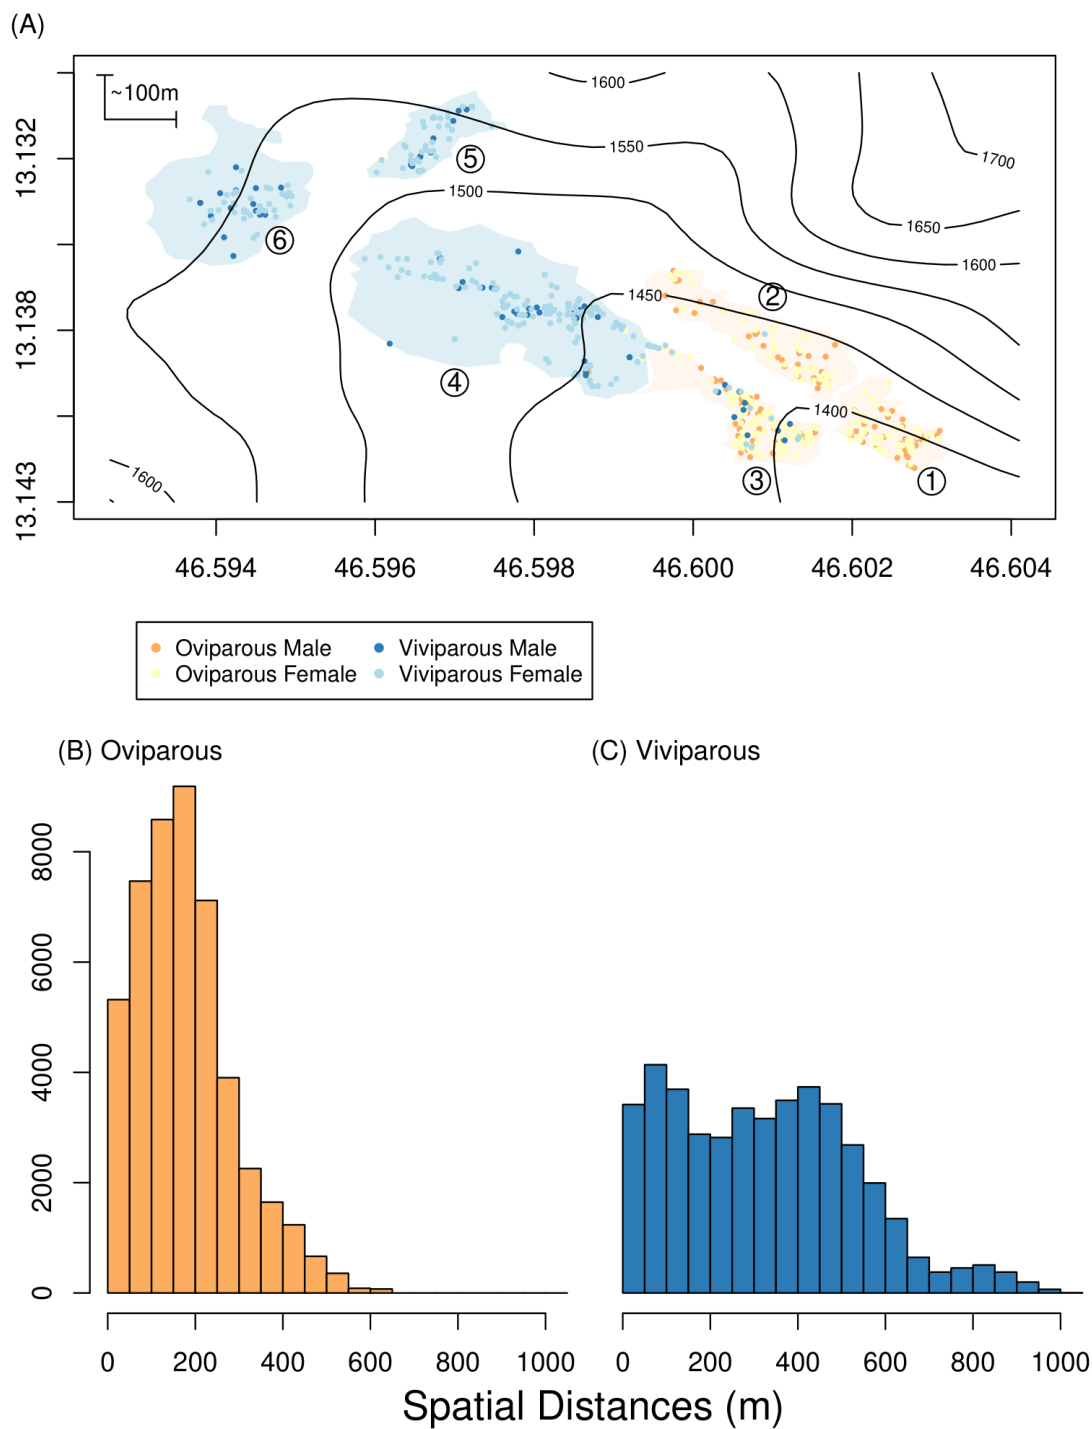 (A)
~100m
1600
1550
1700
1500
1650
1600
1450
1400
1600
⑤
⑥
②
④
③
①
13.132
13.138
13.143
46.594 46.596 46.598 46.600 46.602 46.604
Oviparous Male Viviparous Male
Oviparous Female Viviparous Female
(B) Oviparous (C) Viviparous
8000
6000
4000
2000
0
0 200 400 600 800 1000 0 200 400 600 800 1000
Spatial Distances (m)